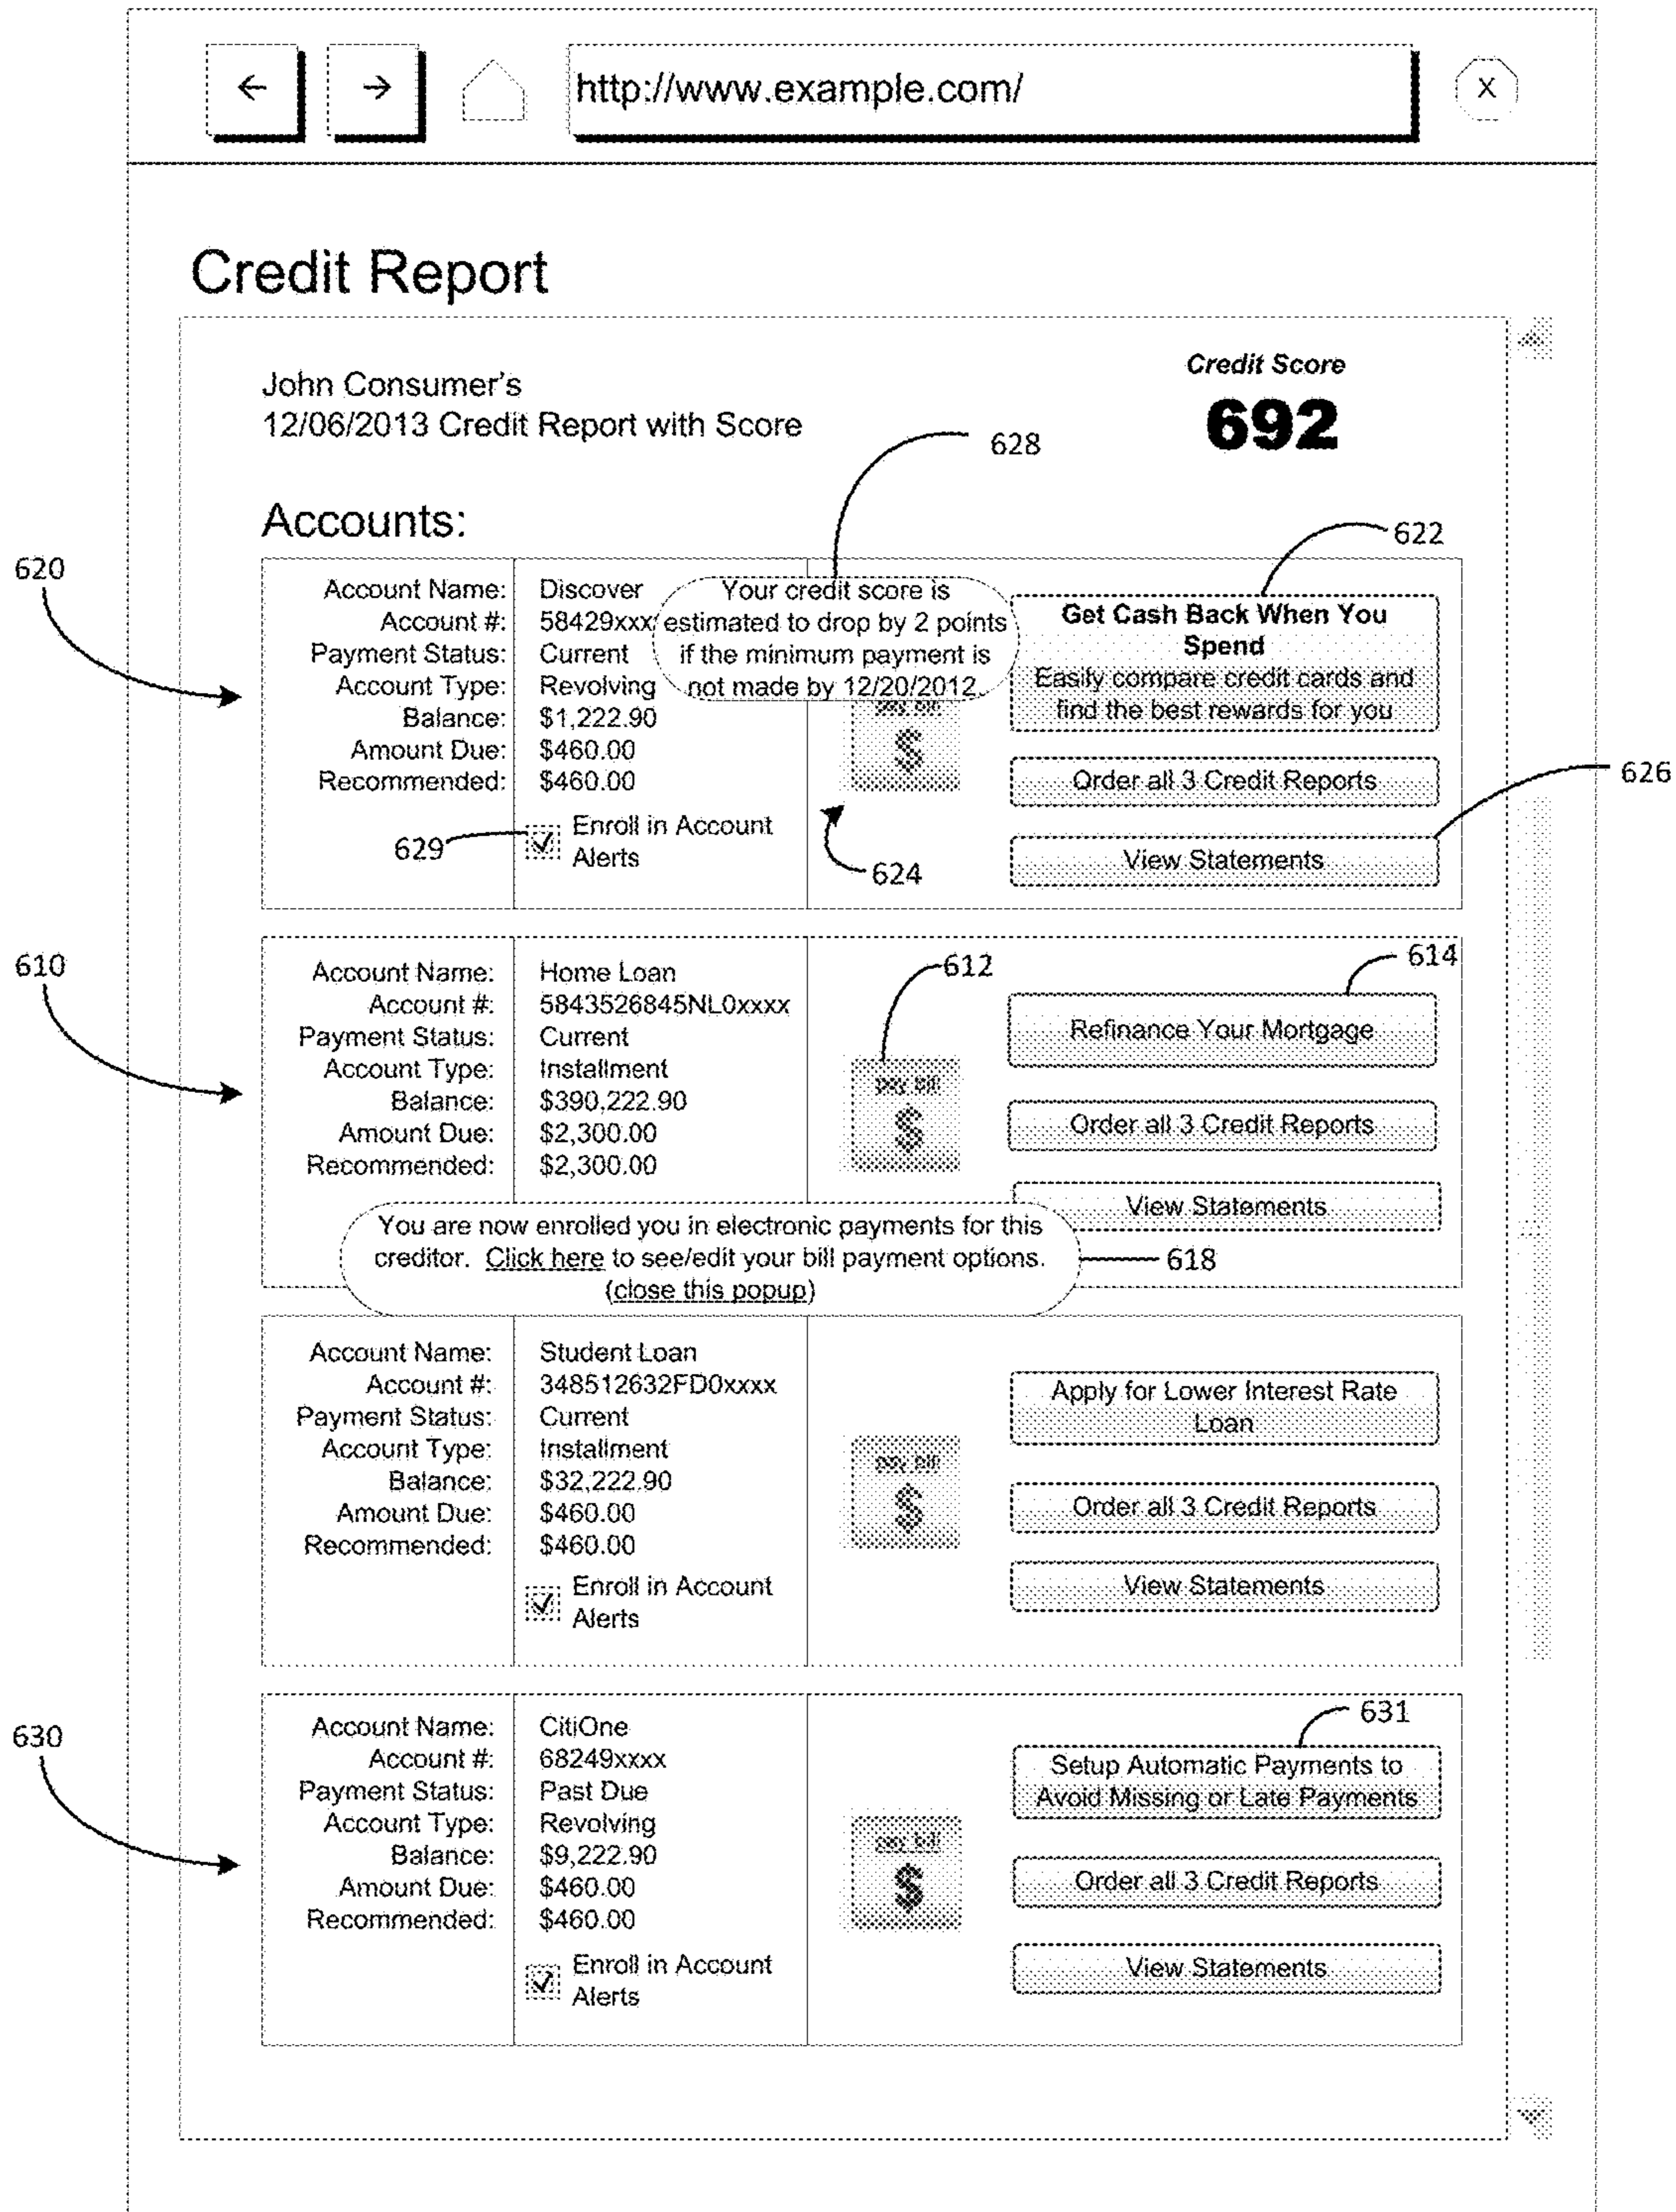 ← → http://www.example.com/ X
Credit Report
John Consumer's
12/06/2013 Credit Report with Score
Credit Score
692
628
Accounts:
622
620
Account Name: Discover
Account #: 58429xxx
Payment Status: Current
Account Type: Revolving
Balance: $1,222.90
Amount Due: $460.00
Recommended: $460.00
629
Enroll in Account
Alerts
Your credit score is
estimated to drop by 2 points
if the minimum payment is
not made by 12/20/2012.
pay bill
$
624
Get Cash Back When You
Spend
Easily compare credit cards and
find the best rewards for you
Order all 3 Credit Reports
View Statements
626
610
Account Name: Home Loan
Account #: 5843526845NL0xxxx
Payment Status: Current
Account Type: Installment
Balance: $390,222.90
Amount Due: $2,300.00
Recommended: $2,300.00
612
pay bill
$
614
Refinance Your Mortgage
Order all 3 Credit Reports
View Statements
You are now enrolled you in electronic payments for this
creditor. Click here to see/edit your bill payment options.
(close this popup)
618
Account Name: Student Loan
Account #: 348512632FD0xxxx
Payment Status: Current
Account Type: Installment
Balance: $32,222.90
Amount Due: $460.00
Recommended: $460.00
Enroll in Account
Alerts
pay bill
$
Apply for Lower Interest Rate
Loan
Order all 3 Credit Reports
View Statements
630
Account Name: CitiOne
Account #: 68249xxxx
Payment Status: Past Due
Account Type: Revolving
Balance: $9,222.90
Amount Due: $460.00
Recommended: $460.00
Enroll in Account
Alerts
pay bill
$
631
Setup Automatic Payments to
Avoid Missing or Late Payments
Order all 3 Credit Reports
View Statements